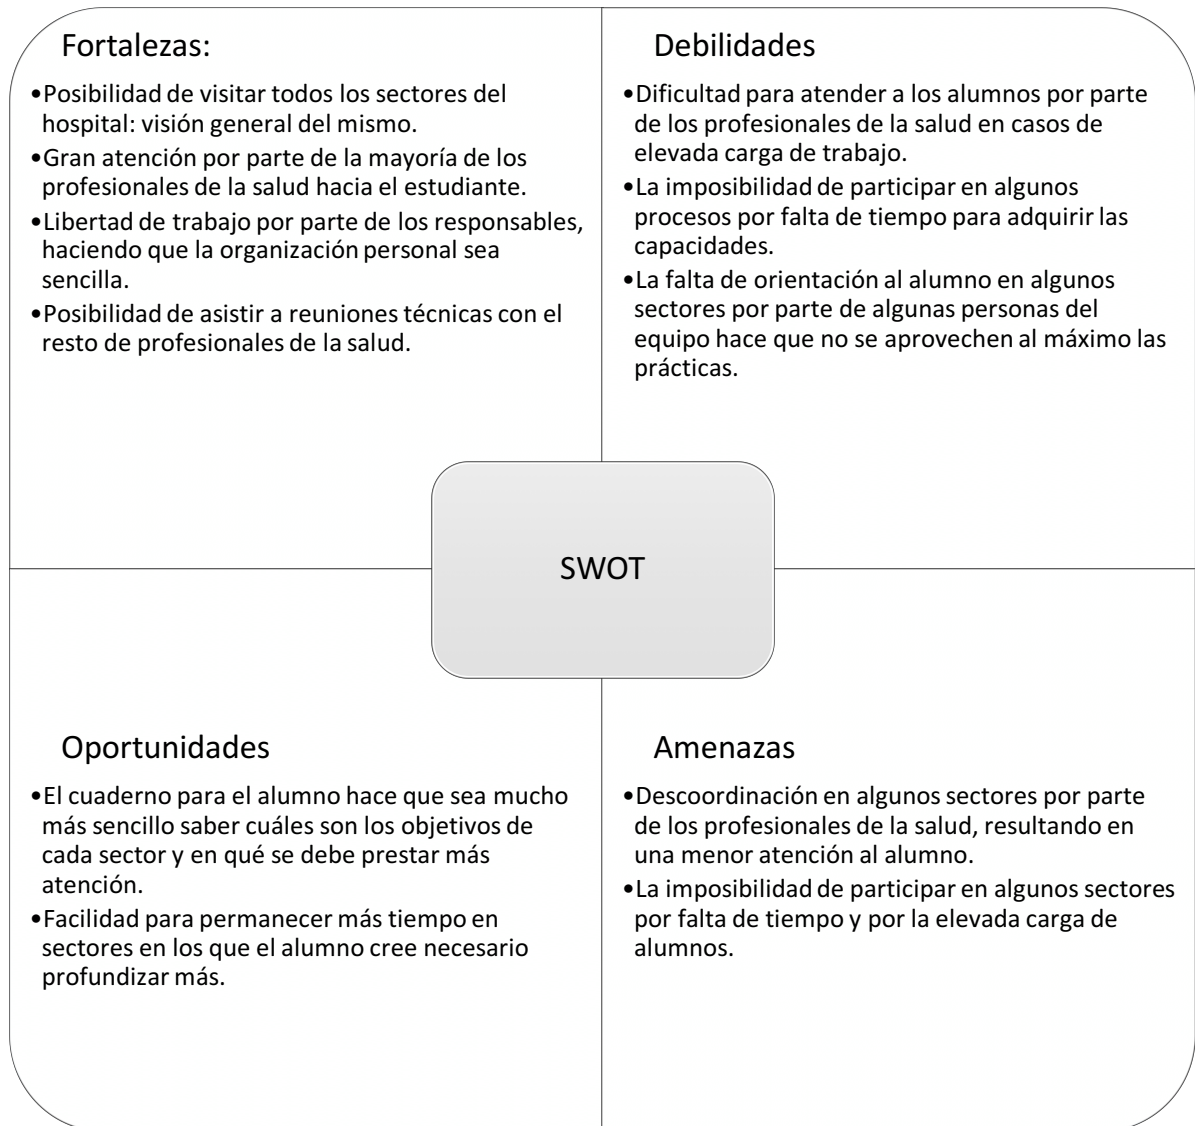 Fortalezas:
•Posibilidad de visitar todos los sectores del
hospital: visión general del mismo.
•Gran atención por parte de la mayoría de los
profesionales de la salud hacia el estudiante.
•Libertad de trabajo por parte de los responsables,
haciendo que la organización personal sea
sencilla.
•Posibilidad de asistir a reuniones técnicas con el
resto de profesionales de la salud.
Debilidades
•Dificultad para atender a los alumnos por parte
de los profesionales de la salud en casos de
elevada carga de trabajo.
•La imposibilidad de participar en algunos
procesos por falta de tiempo para adquirir las
capacidades.
•La falta de orientación al alumno en algunos
sectores por parte de algunas personas del
equipo hace que no se aprovechen al máximo las
prácticas.
SWOT
Oportunidades
•El cuaderno para el alumno hace que sea mucho
más sencillo saber cuáles son los objetivos de
cada sector y en qué se debe prestar más
atención.
•Facilidad para permanecer más tiempo en
sectores en los que el alumno cree necesario
profundizar más.
Amenazas
•Descoordinación en algunos sectores por parte
de los profesionales de la salud, resultando en
una menor atención al alumno.
•La imposibilidad de participar en algunos sectores
por falta de tiempo y por la elevada carga de
alumnos.